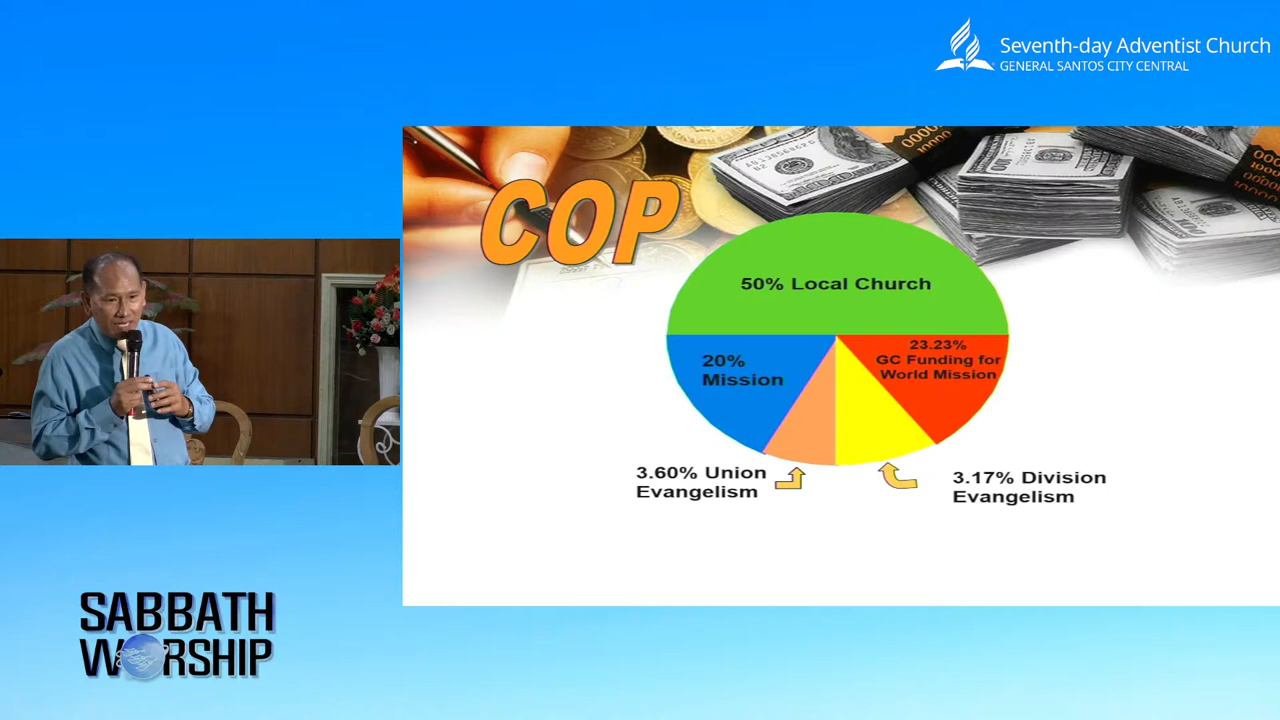 Seventh-day Adventist Church
GENERAL SANTOS CITY CENTRAL
COP
50% Local Church
20%
Mission
23.23%
GC Funding for
World Mission
3.60% Union
Evangelism
3.17% Division
Evangelism
SABBATH
WORSHIP